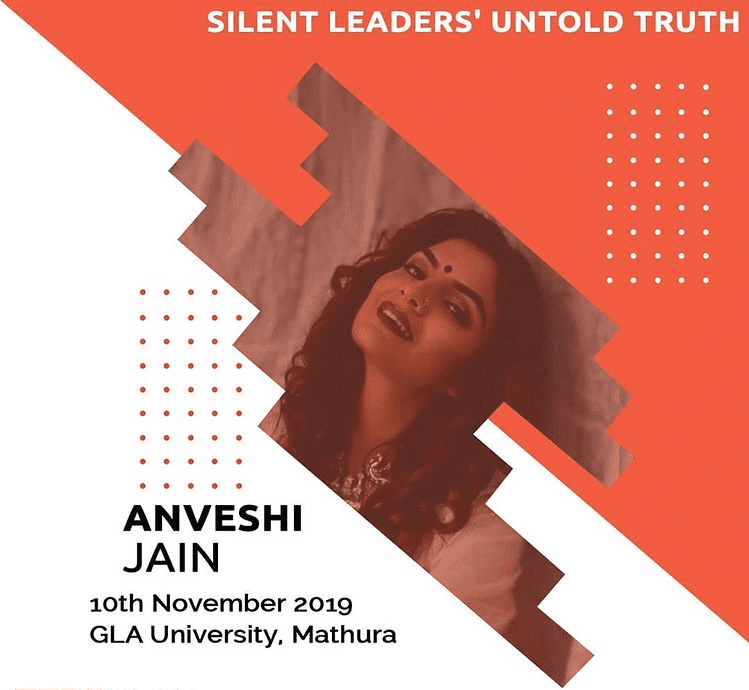 SILENT LEADERS' UNTOLD TRUTH
ANVESHI
JAIN
10th November 2019
GLA University, Mathura